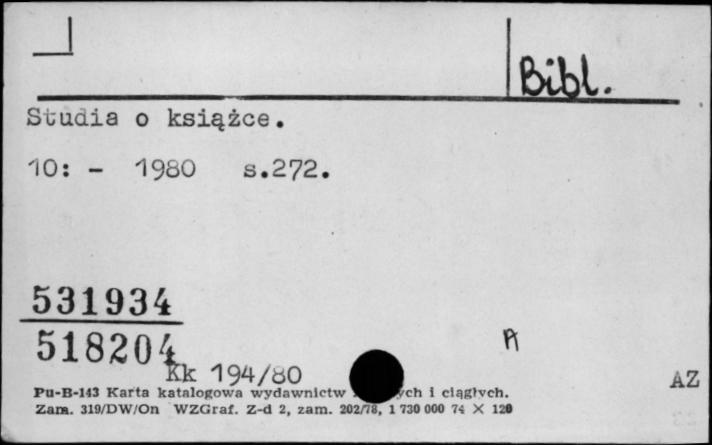 Bibl.
Studia o książce.
10: - 1980 s.272.
531934
518204
A
Kk 194/80
AZ
Pu-B-143 Karta katalogowa wydawnictw ych i ciągłych.
Zam. 319/DW/On WZGraf. Z-d 2, zam. 202/78, 1 730 000 74 X 120